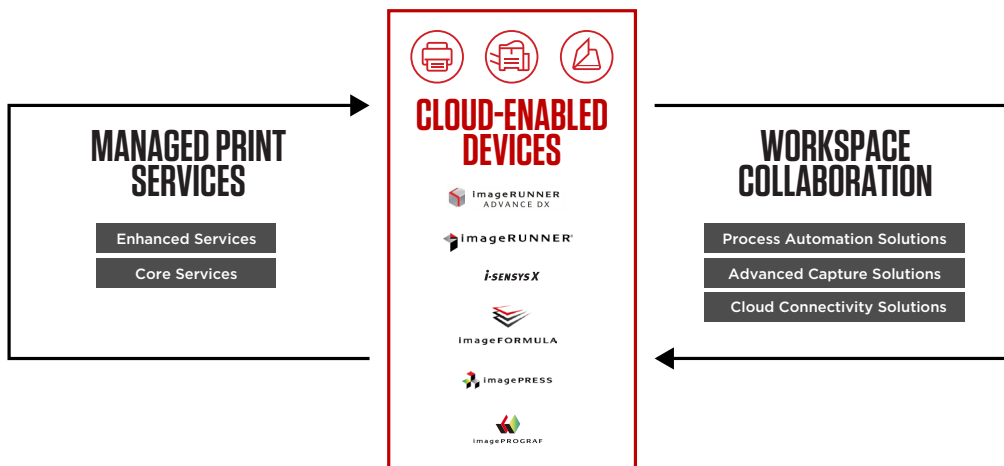 MANAGED PRINT
SERVICES
Enhanced Services
Core Services
CLOUD-ENABLED
DEVICES
imageRUNNER
ADVANCE DX
imageRUNNER®
i-SENSYS X
imageFORMULA
imagePRESS
imagePROGRAF
WORKSPACE
COLLABORATION
Process Automation Solutions
Advanced Capture Solutions
Cloud Connectivity Solutions